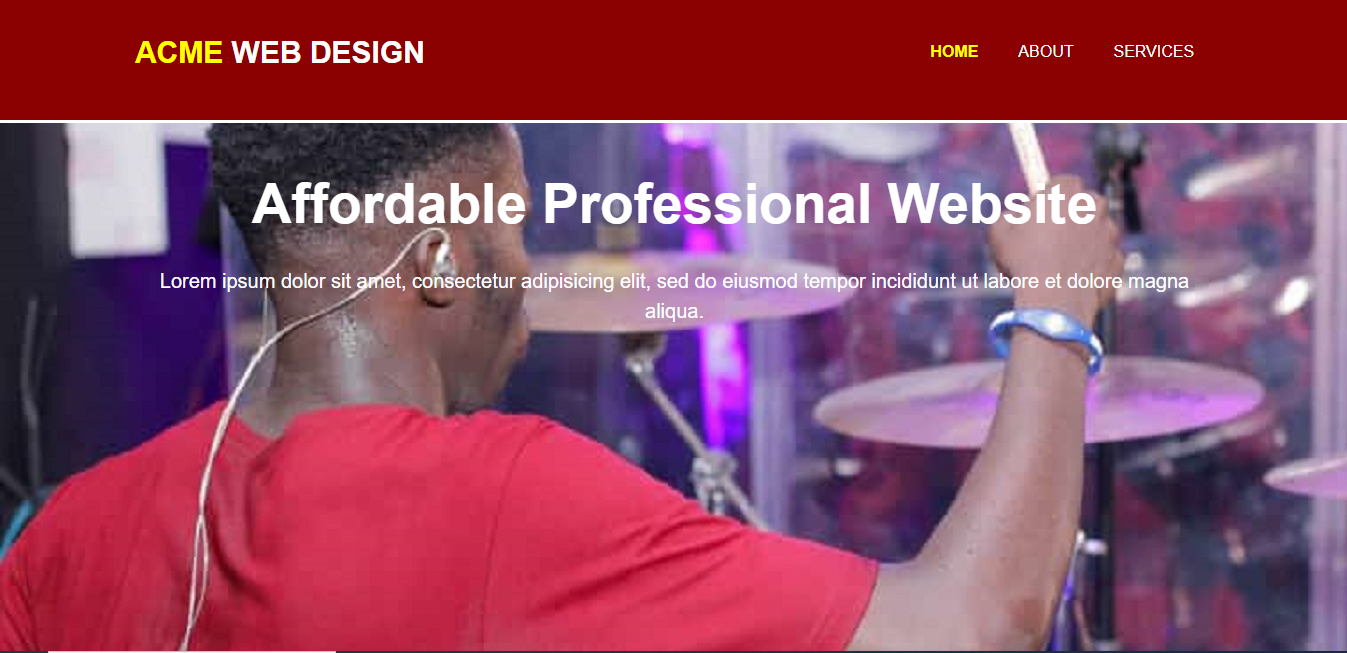 ACME WEB DESIGN
HOME ABOUT SERVICES
Affordable Professional Website
Lorem ipsum dolor sit amet, consectetur adipisicing elit, sed do eiusmod tempor incididunt ut labore et dolore magna
aliqua.